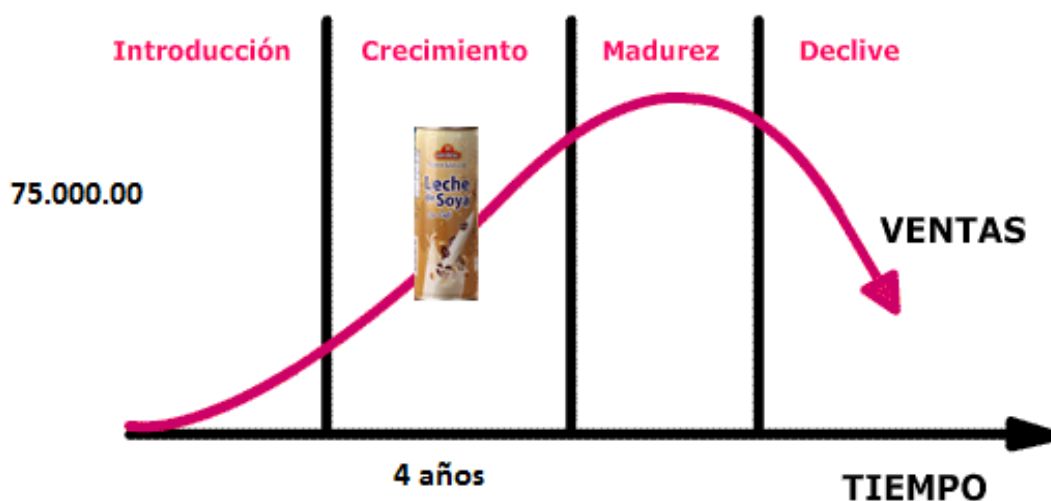 Introducción
Crecimiento
Madurez
Declive
75.000.00
Leche
de Soya
VENTAS
4 años
TIEMPO